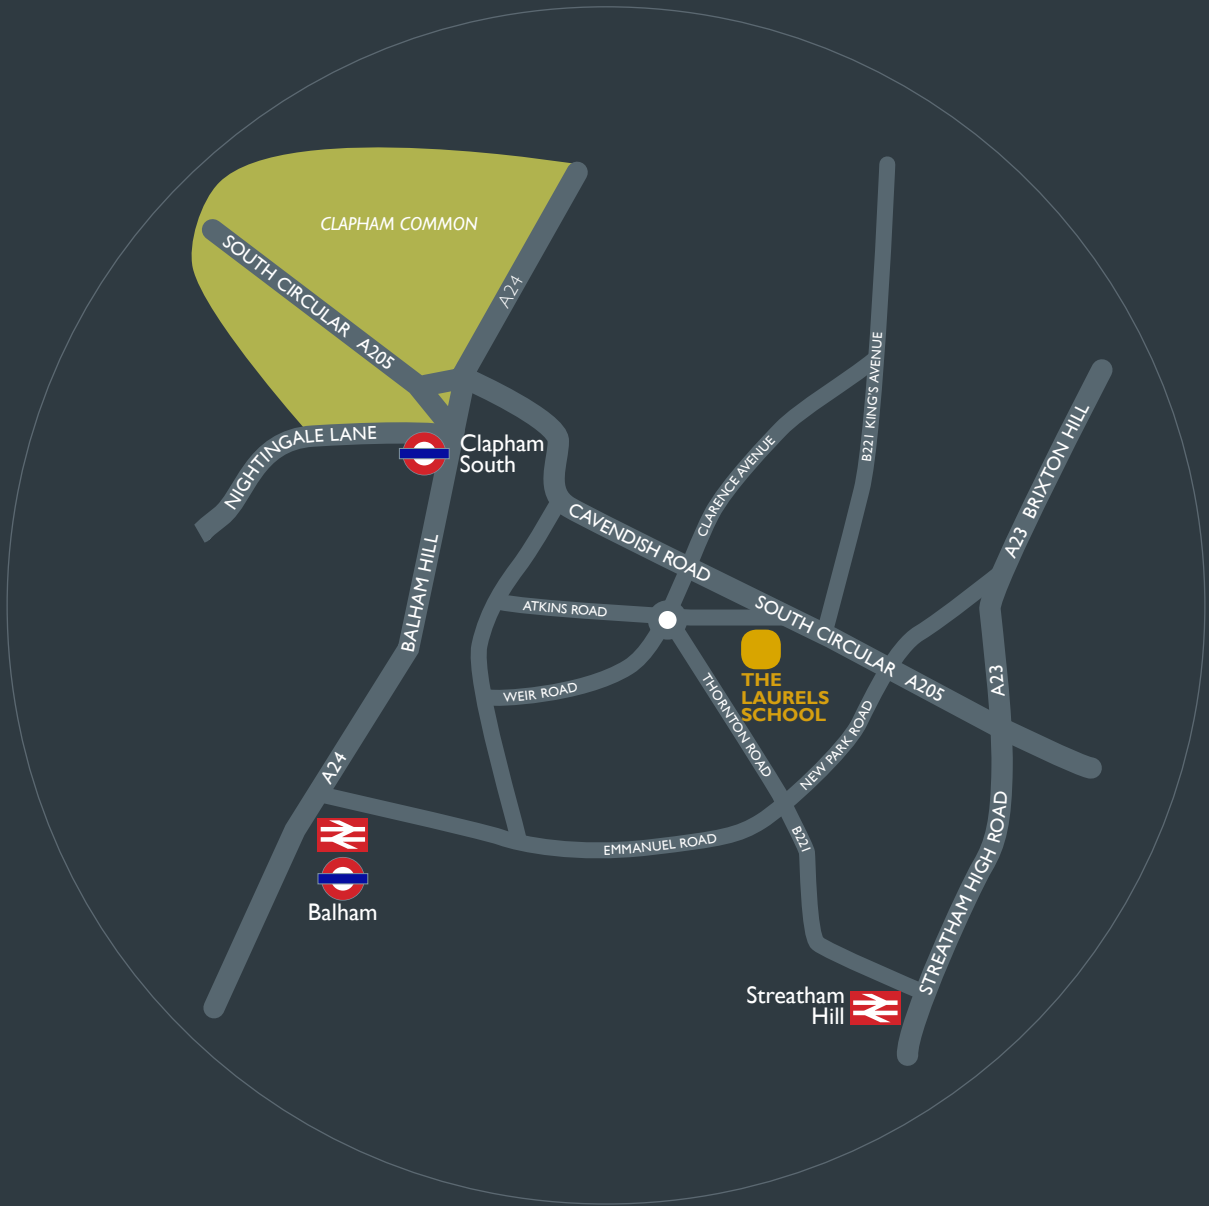 CLAPHAM COMMON
SOUTH CIRCULAR A205
A24
NIGHTINGALE LANE
Clapham
South
BALHAM HILL
A24
CAVENDISH ROAD
CLARENCE AVENUE
B221 KING'S AVENUE
A23 BRIXTON HILL
ATKINS ROAD
SOUTH CIRCULAR A205
WEIR ROAD
THORNTON ROAD
THE
LAURELS
SCHOOL
NEW PARK ROAD
A23
EMMANUEL ROAD
B221
STREATHAM HIGH ROAD
Balham
Streatham
Hill